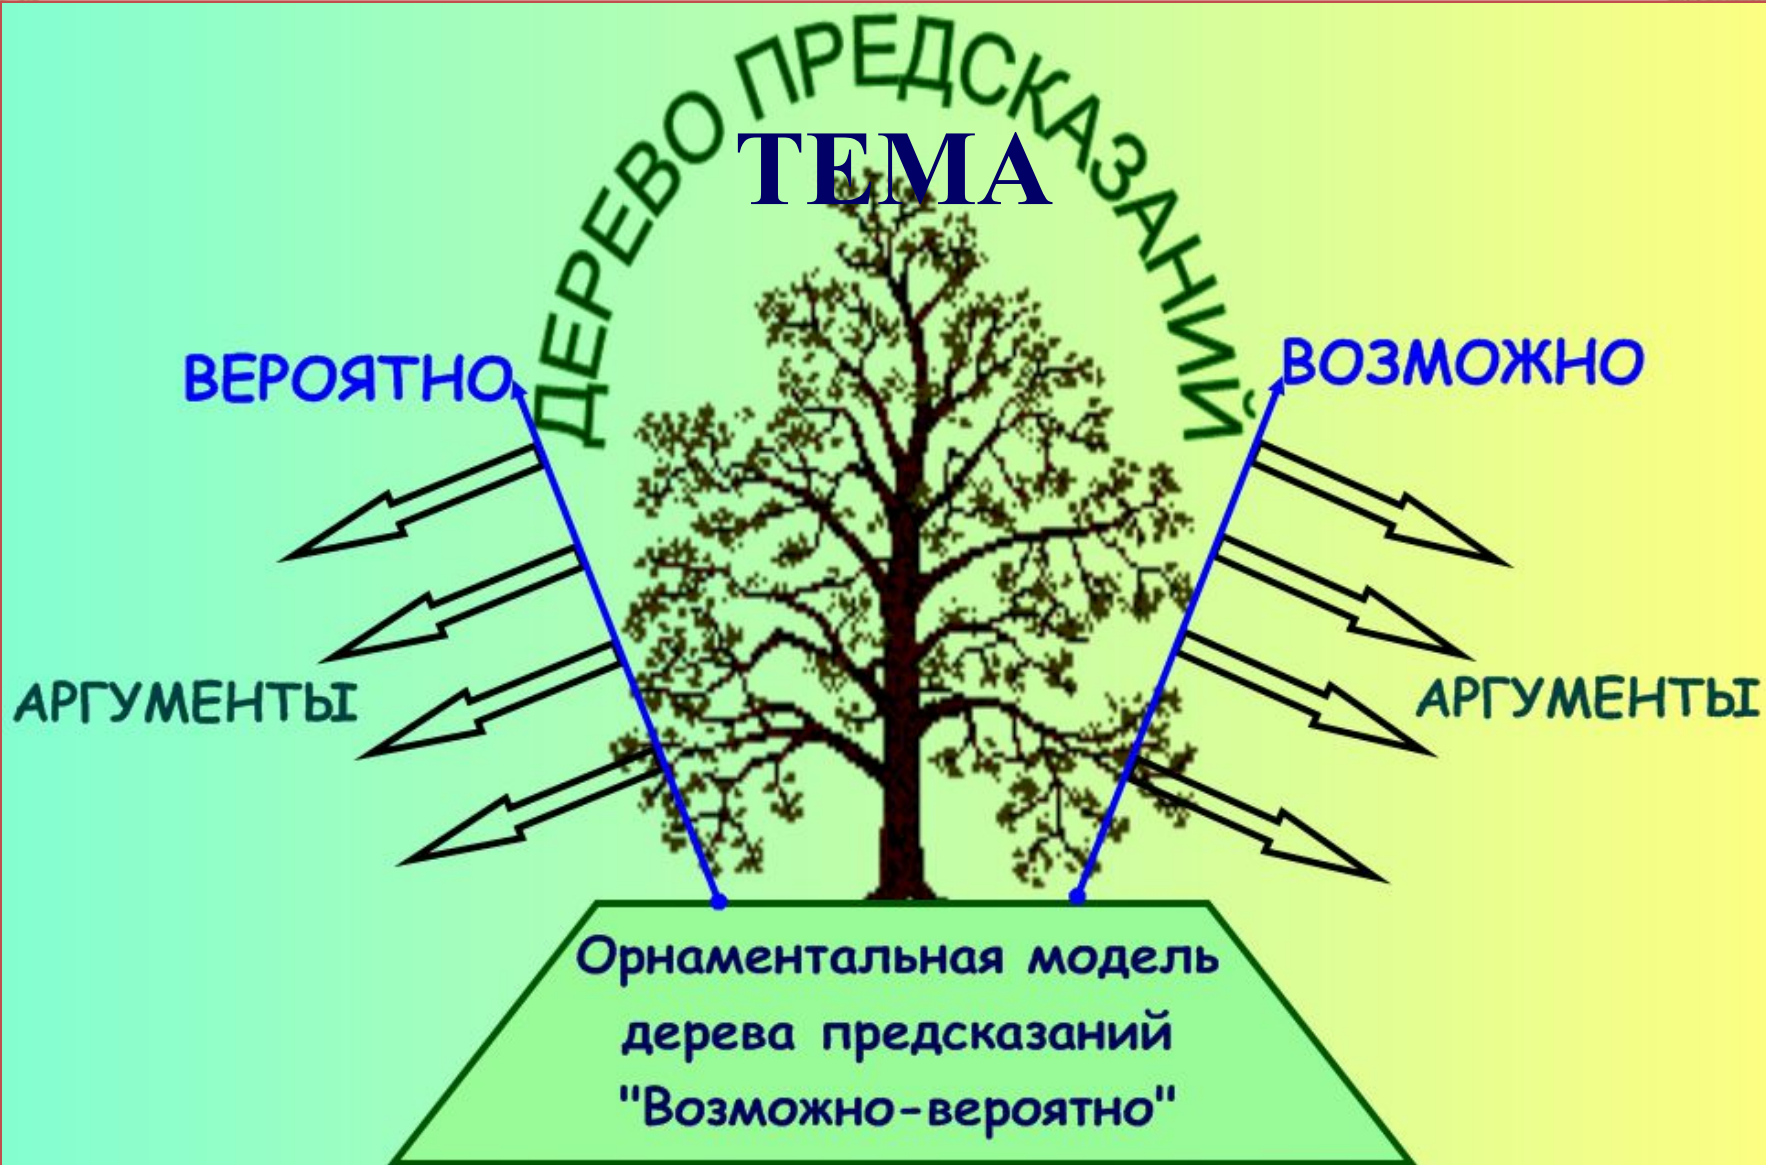 ДЕРЕВО ПРЕДСКАЗАНИЙ
ТЕМА
ВЕРОЯТНО
ВОЗМОЖНО
АРГУМЕНТЫ
АРГУМЕНТЫ
Орнаментальная модель
дерева предсказаний
"Возможно-вероятно"